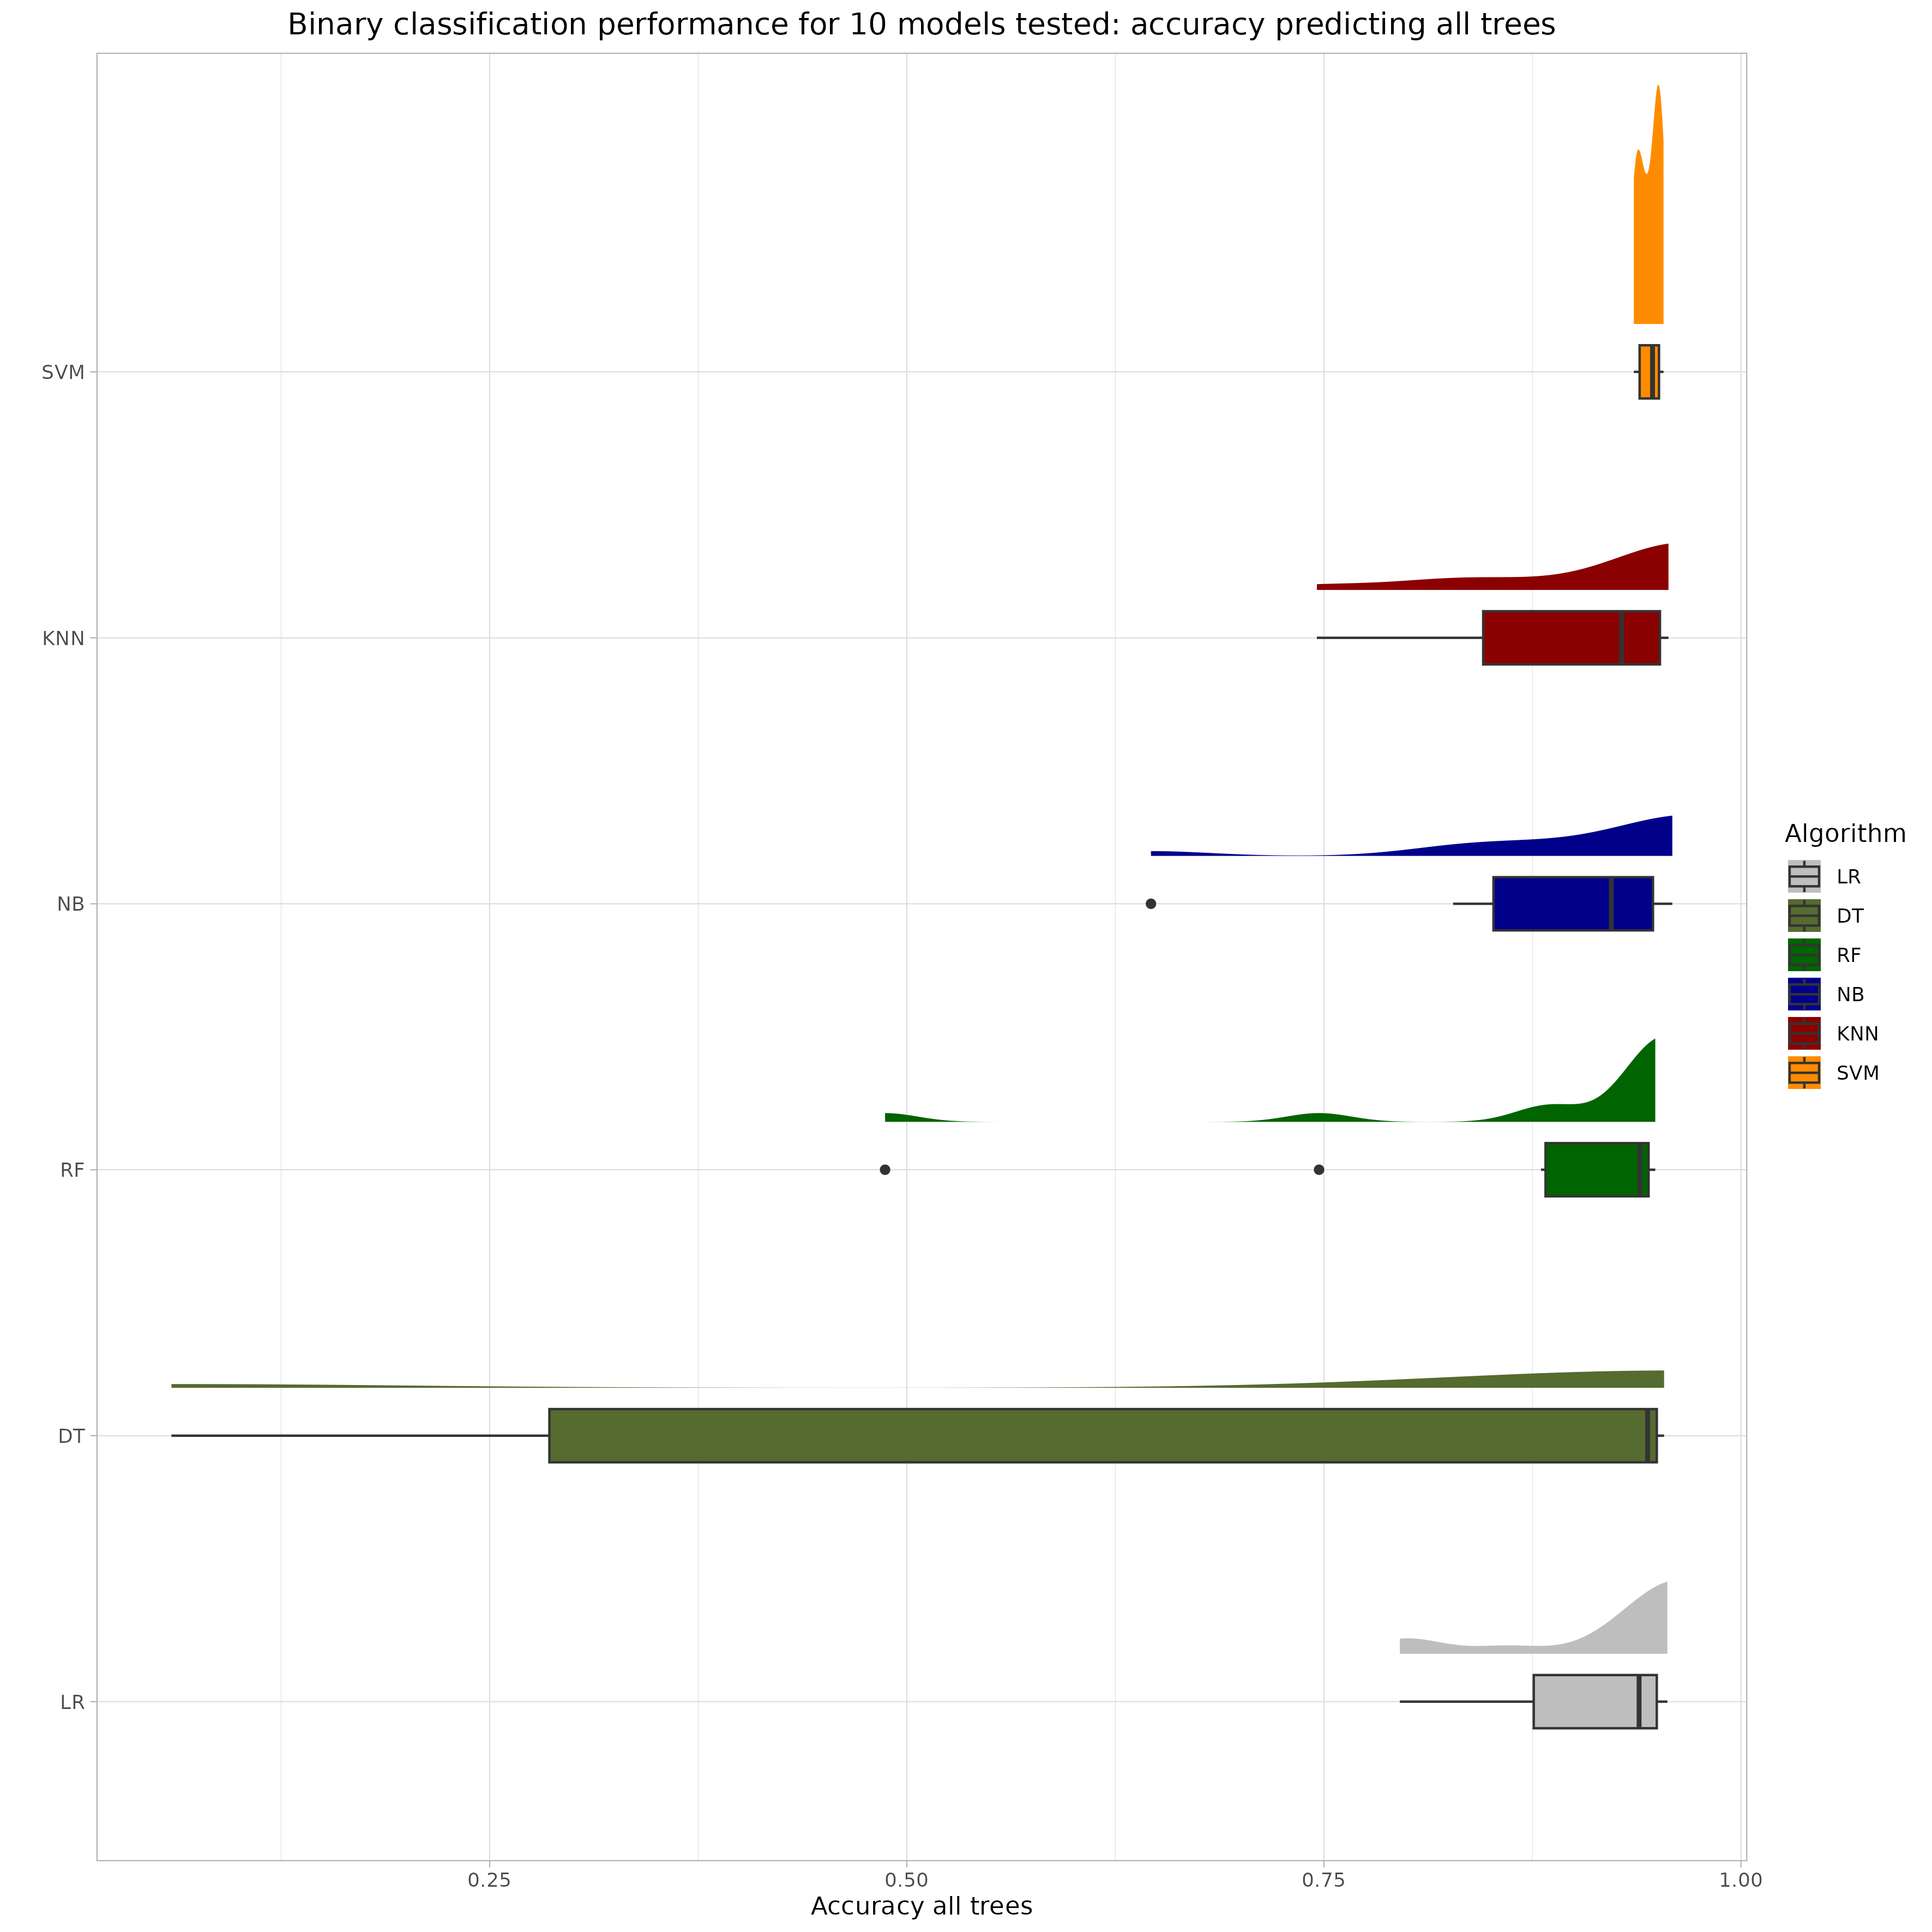 Binary classification performance for 10 models tested: accuracy predicting all trees
SVM
KNN
NB
RF
DT
LR
0.25
0.50
0.75
1.00
Accuracy all trees
Algorithm
LR
DT
RF
NB
KNN
SVM